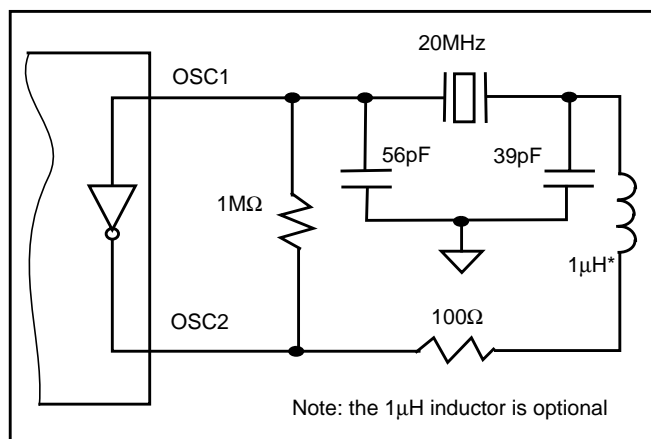 20MHz
OSC1
56pF
39pF
1MΩ
1μH*
OSC2
100Ω
Note: the 1μH inductor is optional